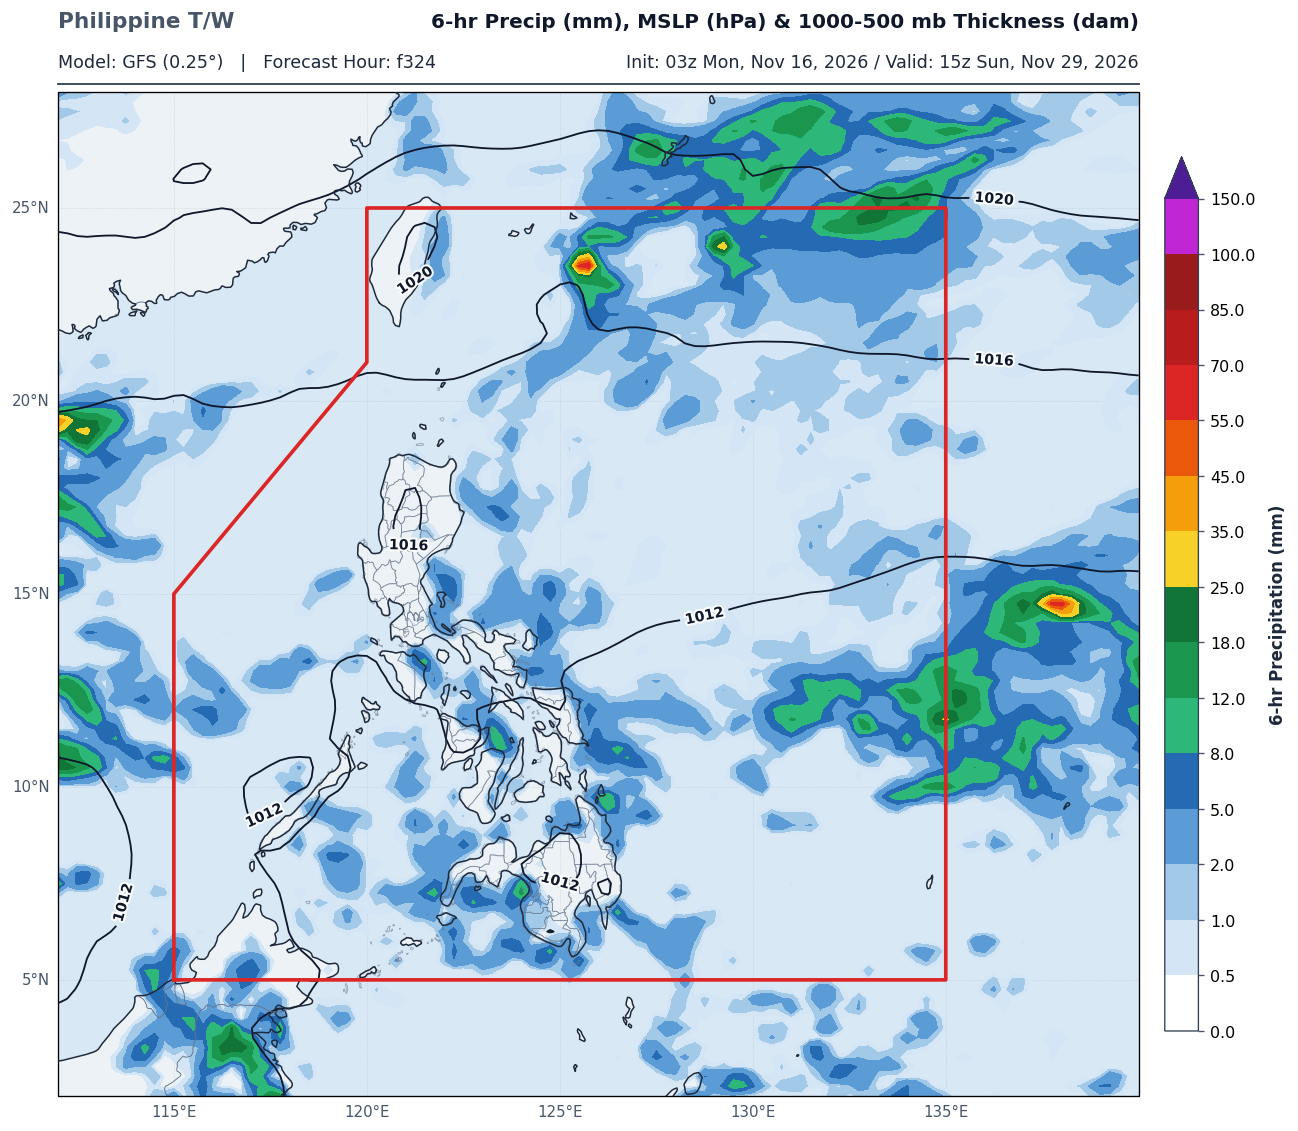 Philippine T/W
6-hr Precip (mm), MSLP (hPa) & 1000-500 mb Thickness (dam)
Model: GFS (0.25°) | Forecast Hour: f324
Init: 03z Mon, Nov 16, 2026 / Valid: 15z Sun, Nov 29, 2026
25°N
20°N
15°N
10°N
5°N
115°E
120°E
125°E
130°E
135°E
1020
1020
1016
1016
1012
1012
1012
1012
150.0
100.0
85.0
70.0
55.0
45.0
35.0
25.0
18.0
12.0
8.0
5.0
2.0
1.0
0.5
0.0
6-hr Precipitation (mm)